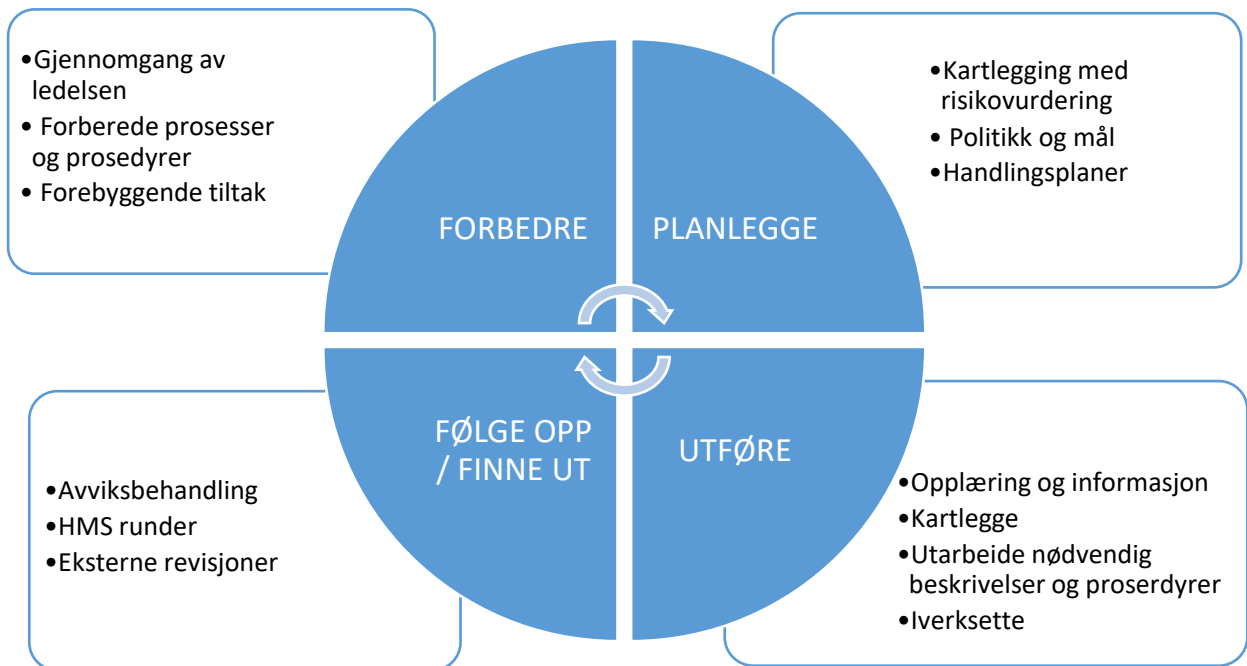 •Gjennomgang av
ledelsen
• Forberede prosesser
og prosedyrer
• Forebyggende tiltak
•Kartlegging med
risikovurdering
• Politikk og mål
•Handlingsplaner
FORBEDRE
PLANLEGGE
FØLGE OPP
/ FINNE UT
UTFØRE
•Avviksbehandling
•HMS runder
•Eksterne revisjoner
•Opplæring og informasjon
•Kartlegge
•Utarbeide nødvendig
beskrivelser og proserdyrer
•Iverksette